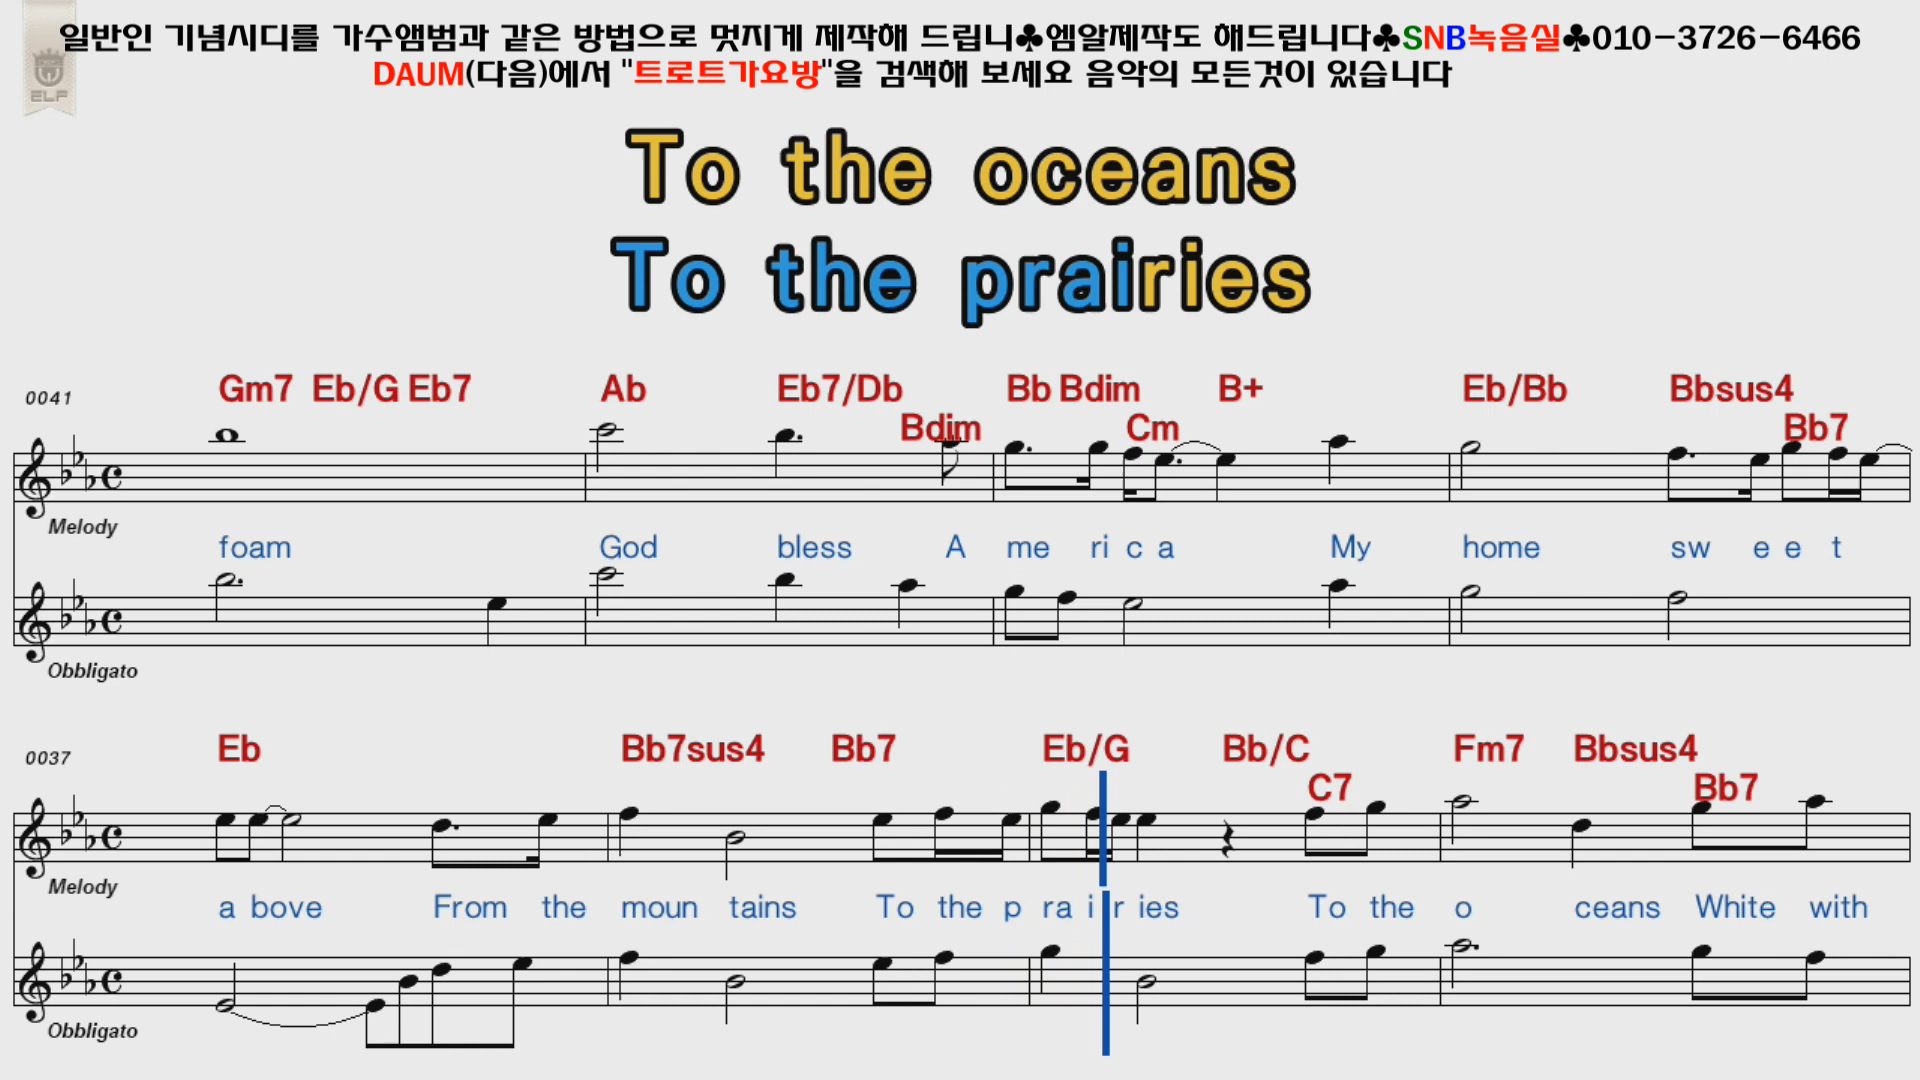 일반인 기념시디를 가수앨범과 같은 방법으로 멋지게 제작해 드립니♣엠알제작도 해드립니다♣SNB녹음실♣010-3726-6466
DAUM(다음)에서 "트로트가요방"을 검색해 보세요 음악의 모든것이 있습니다
ELF
To the oceans
To the prairies
0041 Gm7 Eb/G Eb7 Ab Eb7/Db Bb Bdim B+ Eb/Bb Bbsus4
Bdim Cm Bb7
Melody
foam God bless A me ri c a My home sw e e t
Obbligato
0037 Eb Bb7sus4 Bb7 Eb/G Bb/C Fm7 Bbsus4
C7 Bb7
Melody
a bove From the moun tains To the p ra i r ies To the o ceans White with
Obbligato